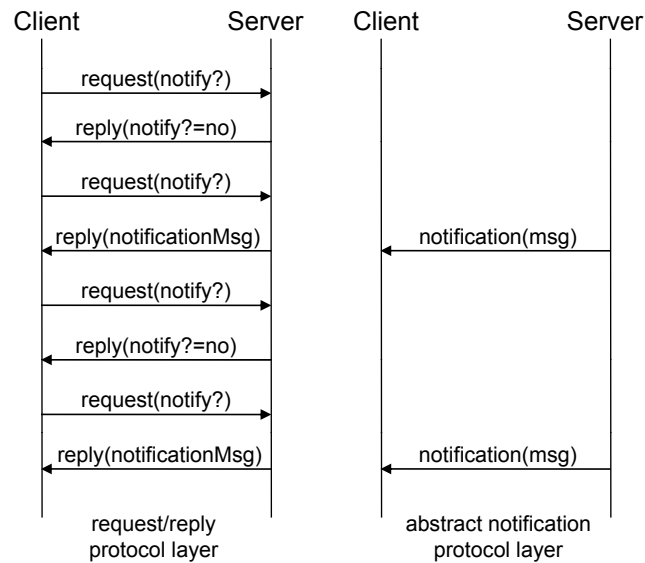 Client Server Client Server
request(notify?)
reply(notify?=no)
request(notify?)
reply(notificationMsg) notification(msg)
request(notify?)
reply(notify?=no)
request(notify?)
reply(notificationMsg) notification(msg)
request/reply
protocol layer
abstract notification
protocol layer